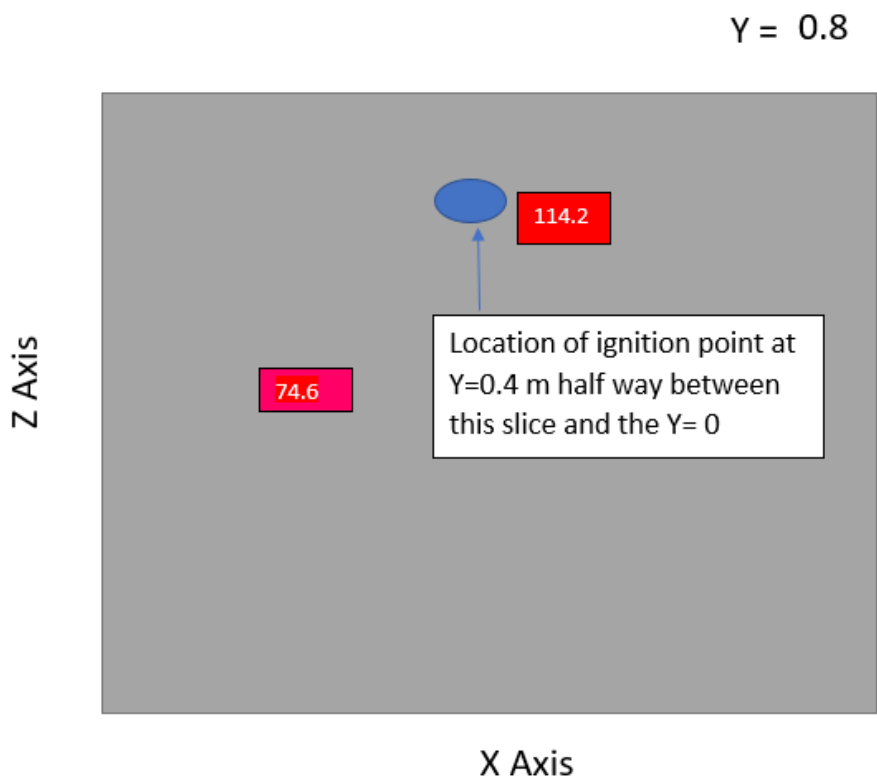 Y = 0.8
114.2
Location of ignition point at
Y=0.4 m half way between
this slice and the Y= 0
74.6
Z Axis
X Axis